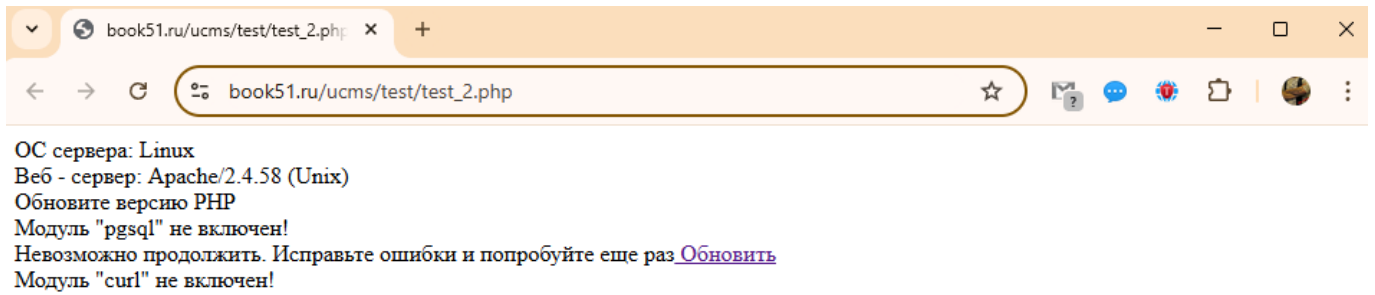 book51.ru/ucms/test/test_2.php
book51.ru/ucms/test/test_2.php
?
ОС сервера: Linux
Веб - сервер: Apache/2.4.58 (Unix)
Обновите версию PHP
Модуль "pgsql" не включен!
Невозможно продолжить. Исправьте ошибки и попробуйте еще раз Обновить
Модуль "curl" не включен!